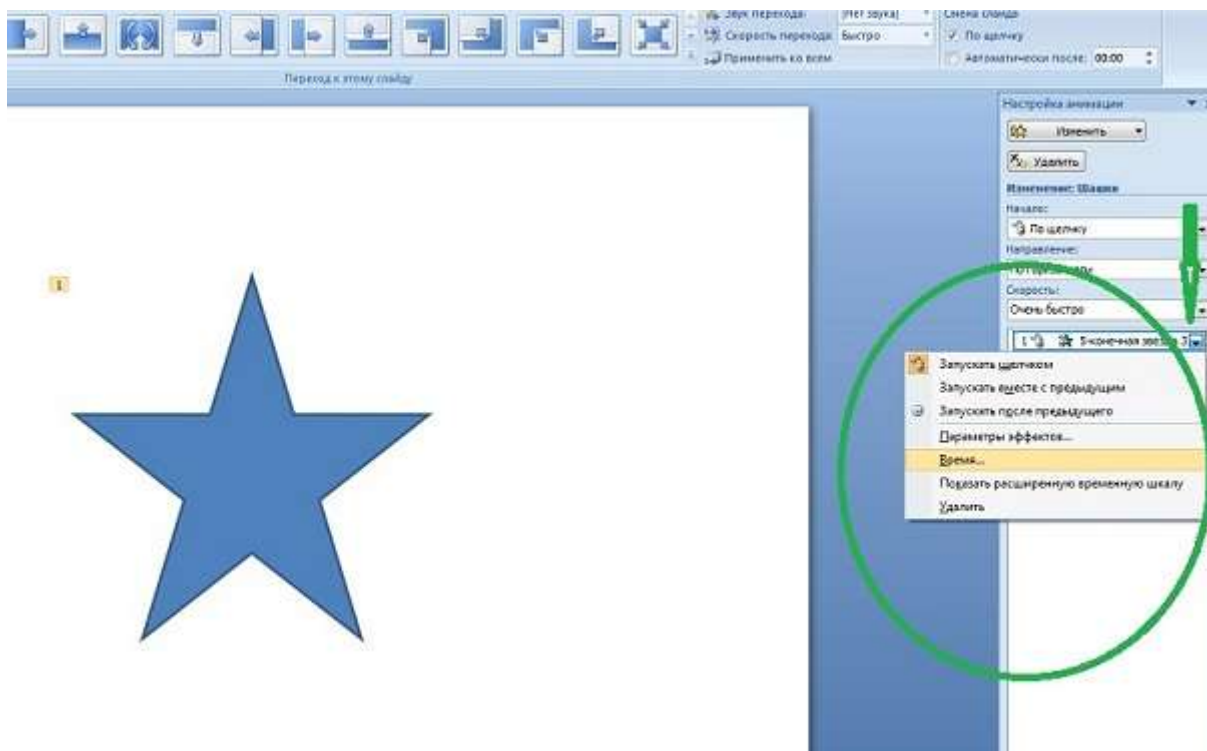 Звук перехода: [Нет звука]
Смена слайда
Скорость перехода: Быстро
По щелчку
Применить ко всем
Автоматически после: 00:00
Переход к этому слайду
Настройка анимации
Изменить
Удалить
Изменение: Шашки
Начало:
По щелчку
Направление:
Скорость:
Очень быстро
1 5-конечная звезда 3
1
Запускать щелчком
Запускать вместе с предыдущим
Запускать после предыдущего
Параметры эффектов...
Время...
Показать расширенную временную шкалу
Удалить